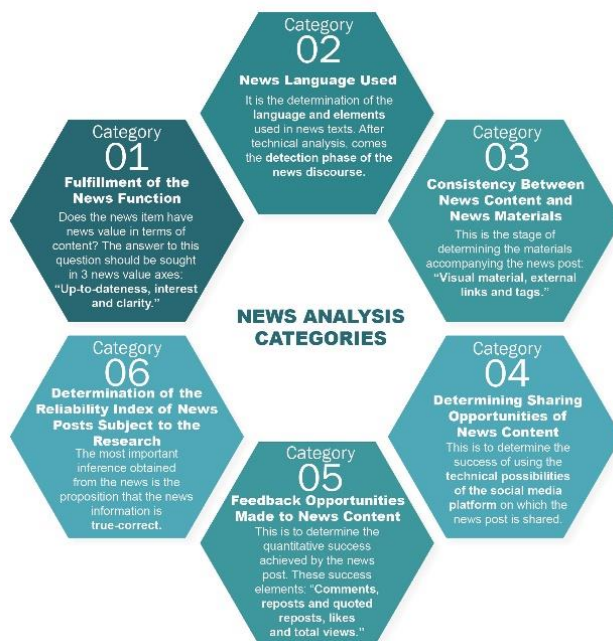 Category
01
Fulfillment of the
News Function
Does the news item have
news value in terms of
content? The answer to this
question should be sought
in 3 news value axes:
“Up-to-dateness, interest
and clarity.”
Category
02
News Language Used
It is the determination of the
language and elements
used in news texts. After
technical analysis, comes
the detection phase of the
news discourse.
Category
03
Consistency Between
News Content and
News Materials
This is the stage of
determining the materials
accompanying the news post:
“Visual material, external
links and tags.”
NEWS ANALYSIS
CATEGORIES
Category
04
Determining Sharing
Opportunities of
News Content
This is to determine the
success of using the
technical possibilities
of the social media
platform on which the
news post is shared.
Category
05
Feedback Opportunities
Made to News Content
This is to determine the
quantitative success
achieved by the news
post. These success
elements: “Comments,
reposts and quoted
reposts, likes
and total views.”
Category
06
Determination of the
Reliability Index of News
Posts Subject to the
Research
The most important
inference obtained
from the news is the
proposition that the news
information is
true-correct.